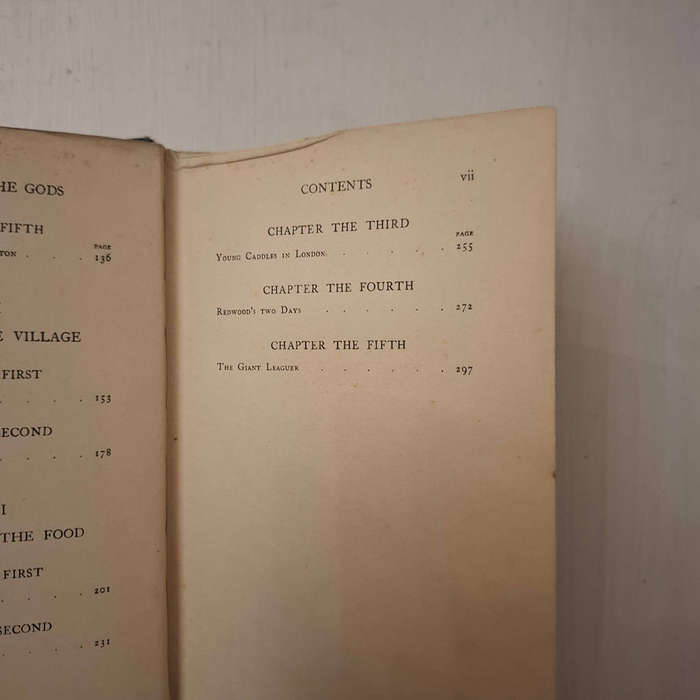 HE GODS
FIFTH
PAGE
TON . . . 136
E VILLAGE
FIRST
. . . . 153
ECOND
. . . . 178
I
THE FOOD
FIRST
. . . . 201
SECOND
. . . . 231
CONTENTS vii
CHAPTER THE THIRD
PAGE
Young Caddles in London . . . . . 255
CHAPTER THE FOURTH
Redwood's two Days . . . . . . 272
CHAPTER THE FIFTH
The Giant Leaguer . . . . . . 297